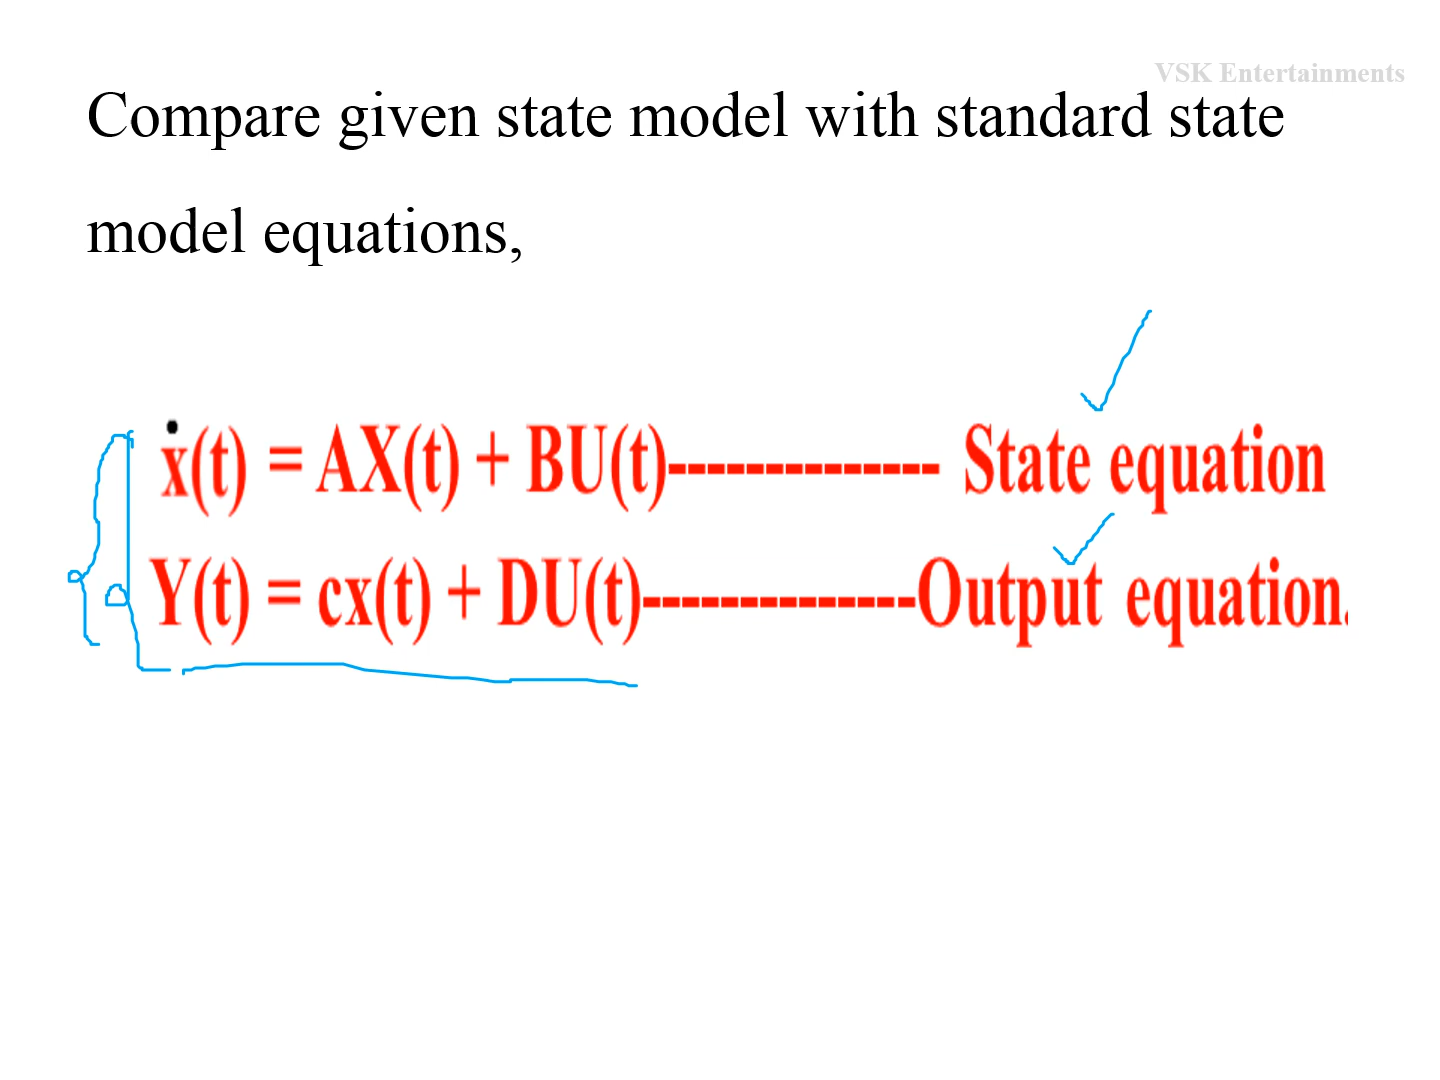 VSK Entertainments
Compare given state model with standard state
model equations,
ẋ(t) = AX(t) + BU(t)-------------- State equation
Y(t) = cx(t) + DU(t)--------------Output equation.